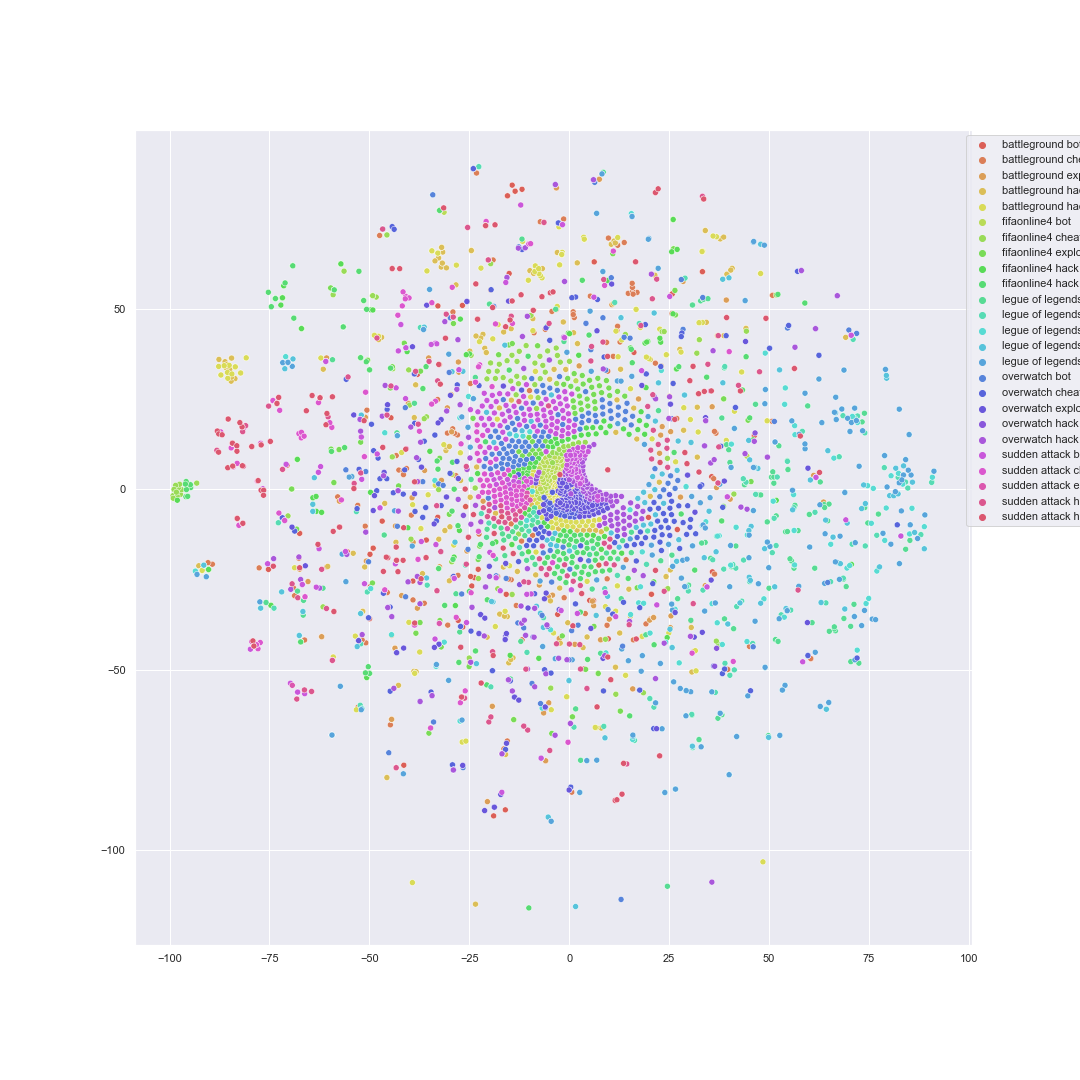 battleground bot
battleground che
battleground exp
battleground hac
battleground hac
fifaonline4 bot
fifaonline4 cheat
fifaonline4 explo
fifaonline4 hack
fifaonline4 hack
legue of legends
legue of legends
legue of legends
legue of legends
legue of legends
overwatch bot
overwatch cheat
overwatch explo
overwatch hack
overwatch hack
sudden attack b
sudden attack cl
sudden attack e
sudden attack h
sudden attack h
50
0
−50
−100
−100
−75
−50
−25
0
25
50
75
100